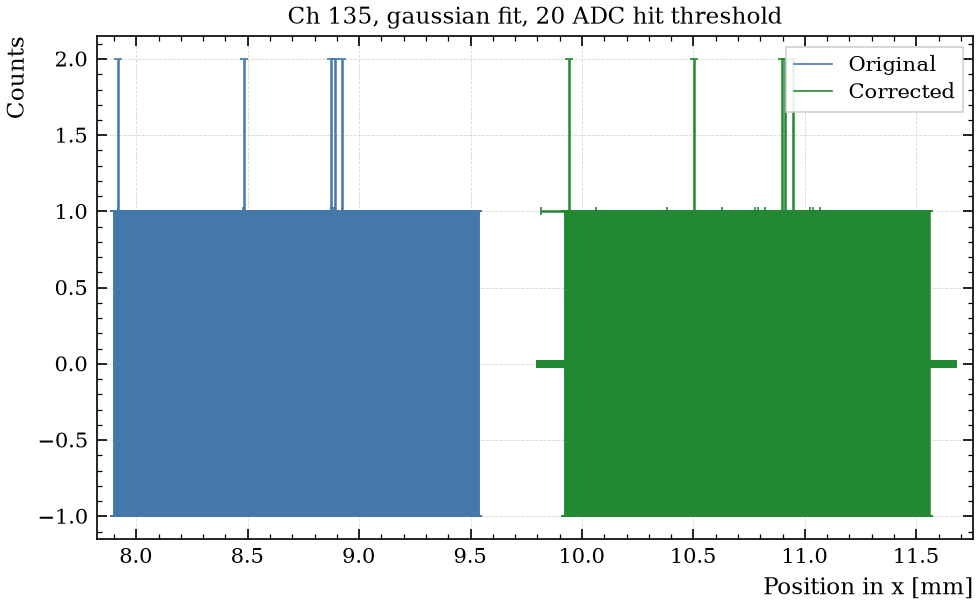 Ch 135, gaussian fit, 20 ADC hit threshold
Counts
Original
Corrected
2.0
1.5
1.0
0.5
0.0
−0.5
−1.0
8.0 8.5 9.0 9.5 10.0 10.5 11.0 11.5
Position in x [mm]